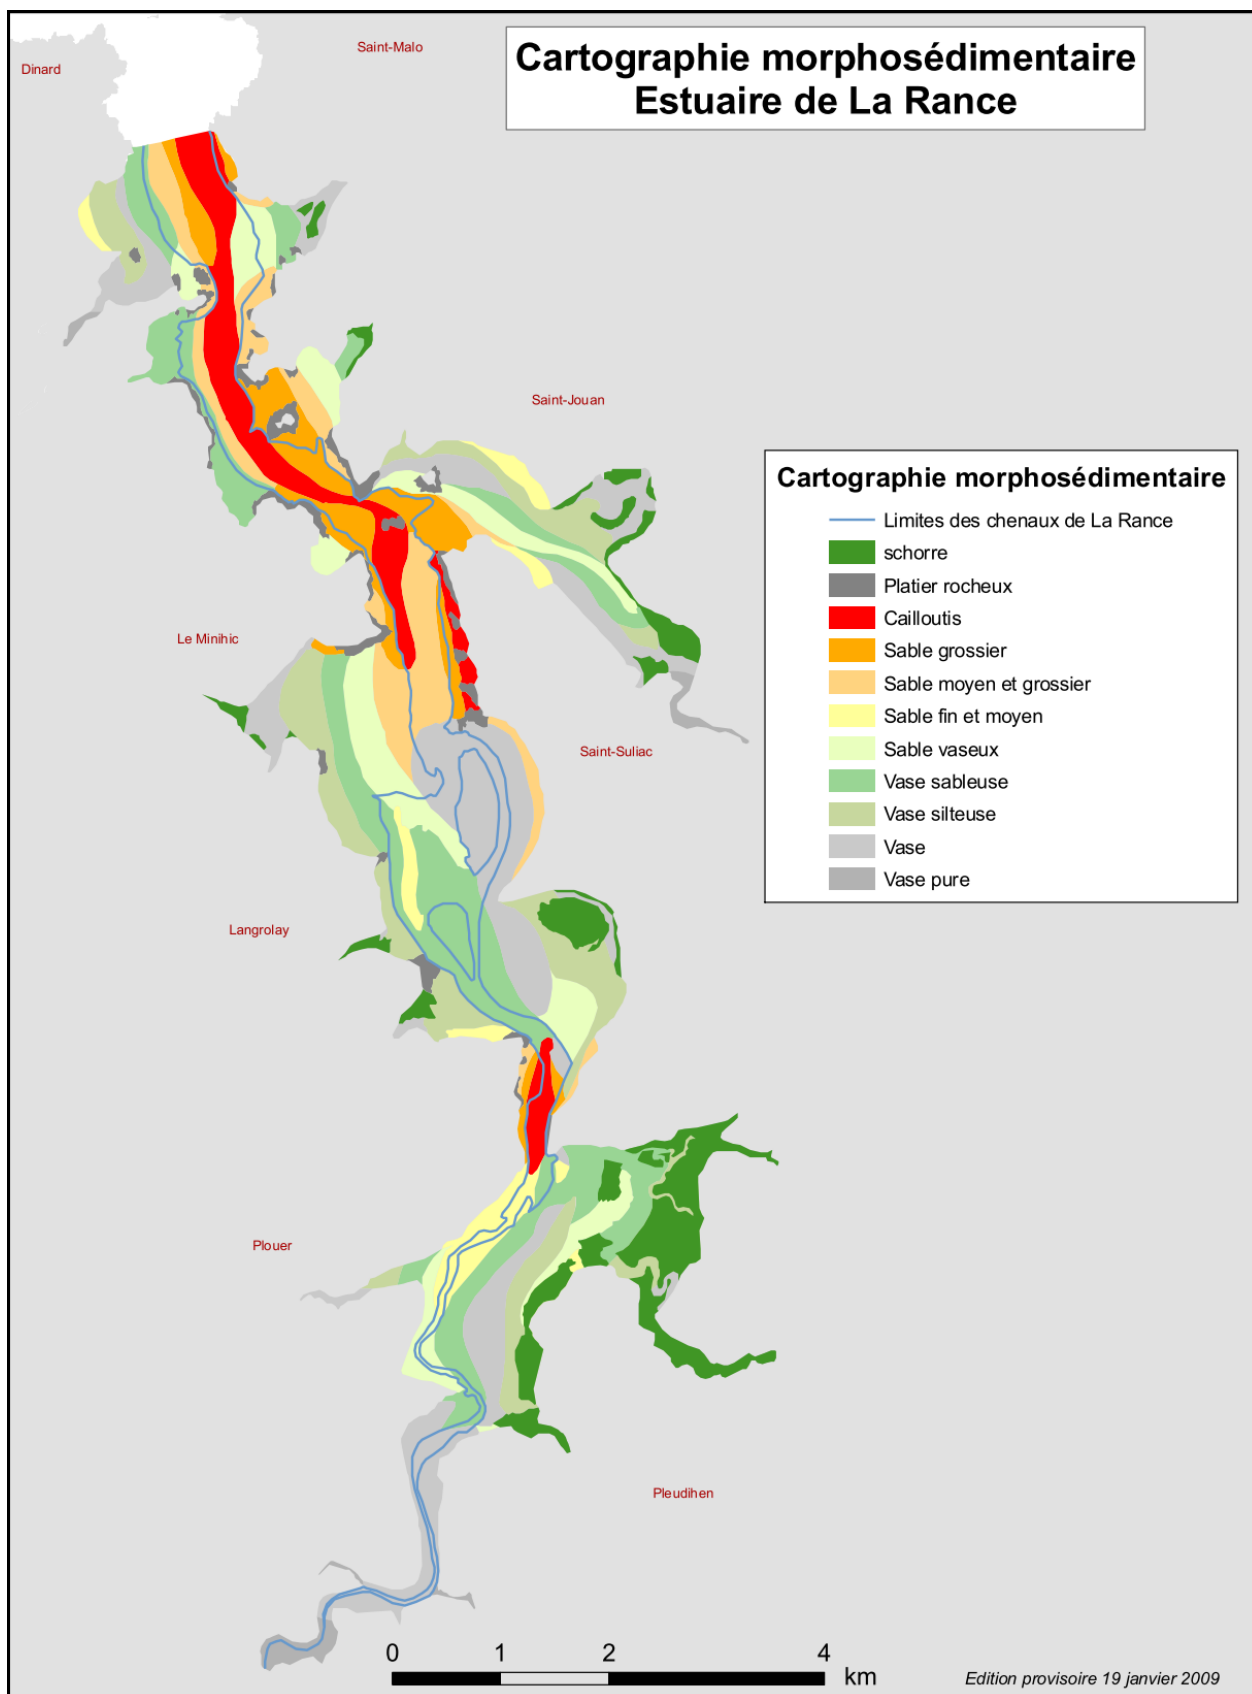 Cartographie morphosédimentaire
Estuaire de La Rance
Saint-Malo
Dinard
Saint-Jouan
Cartographie morphosédimentaire
Limites des chenaux de La Rance
schorre
Platier rocheux
Cailloutis
Sable grossier
Sable moyen et grossier
Sable fin et moyen
Sable vaseux
Vase sableuse
Vase silteuse
Vase
Vase pure
Le Minihic
Saint-Suliac
Langrolay
Plouer
Pleudihen
0 1 2 4
km
Edition provisoire 19 janvier 2009